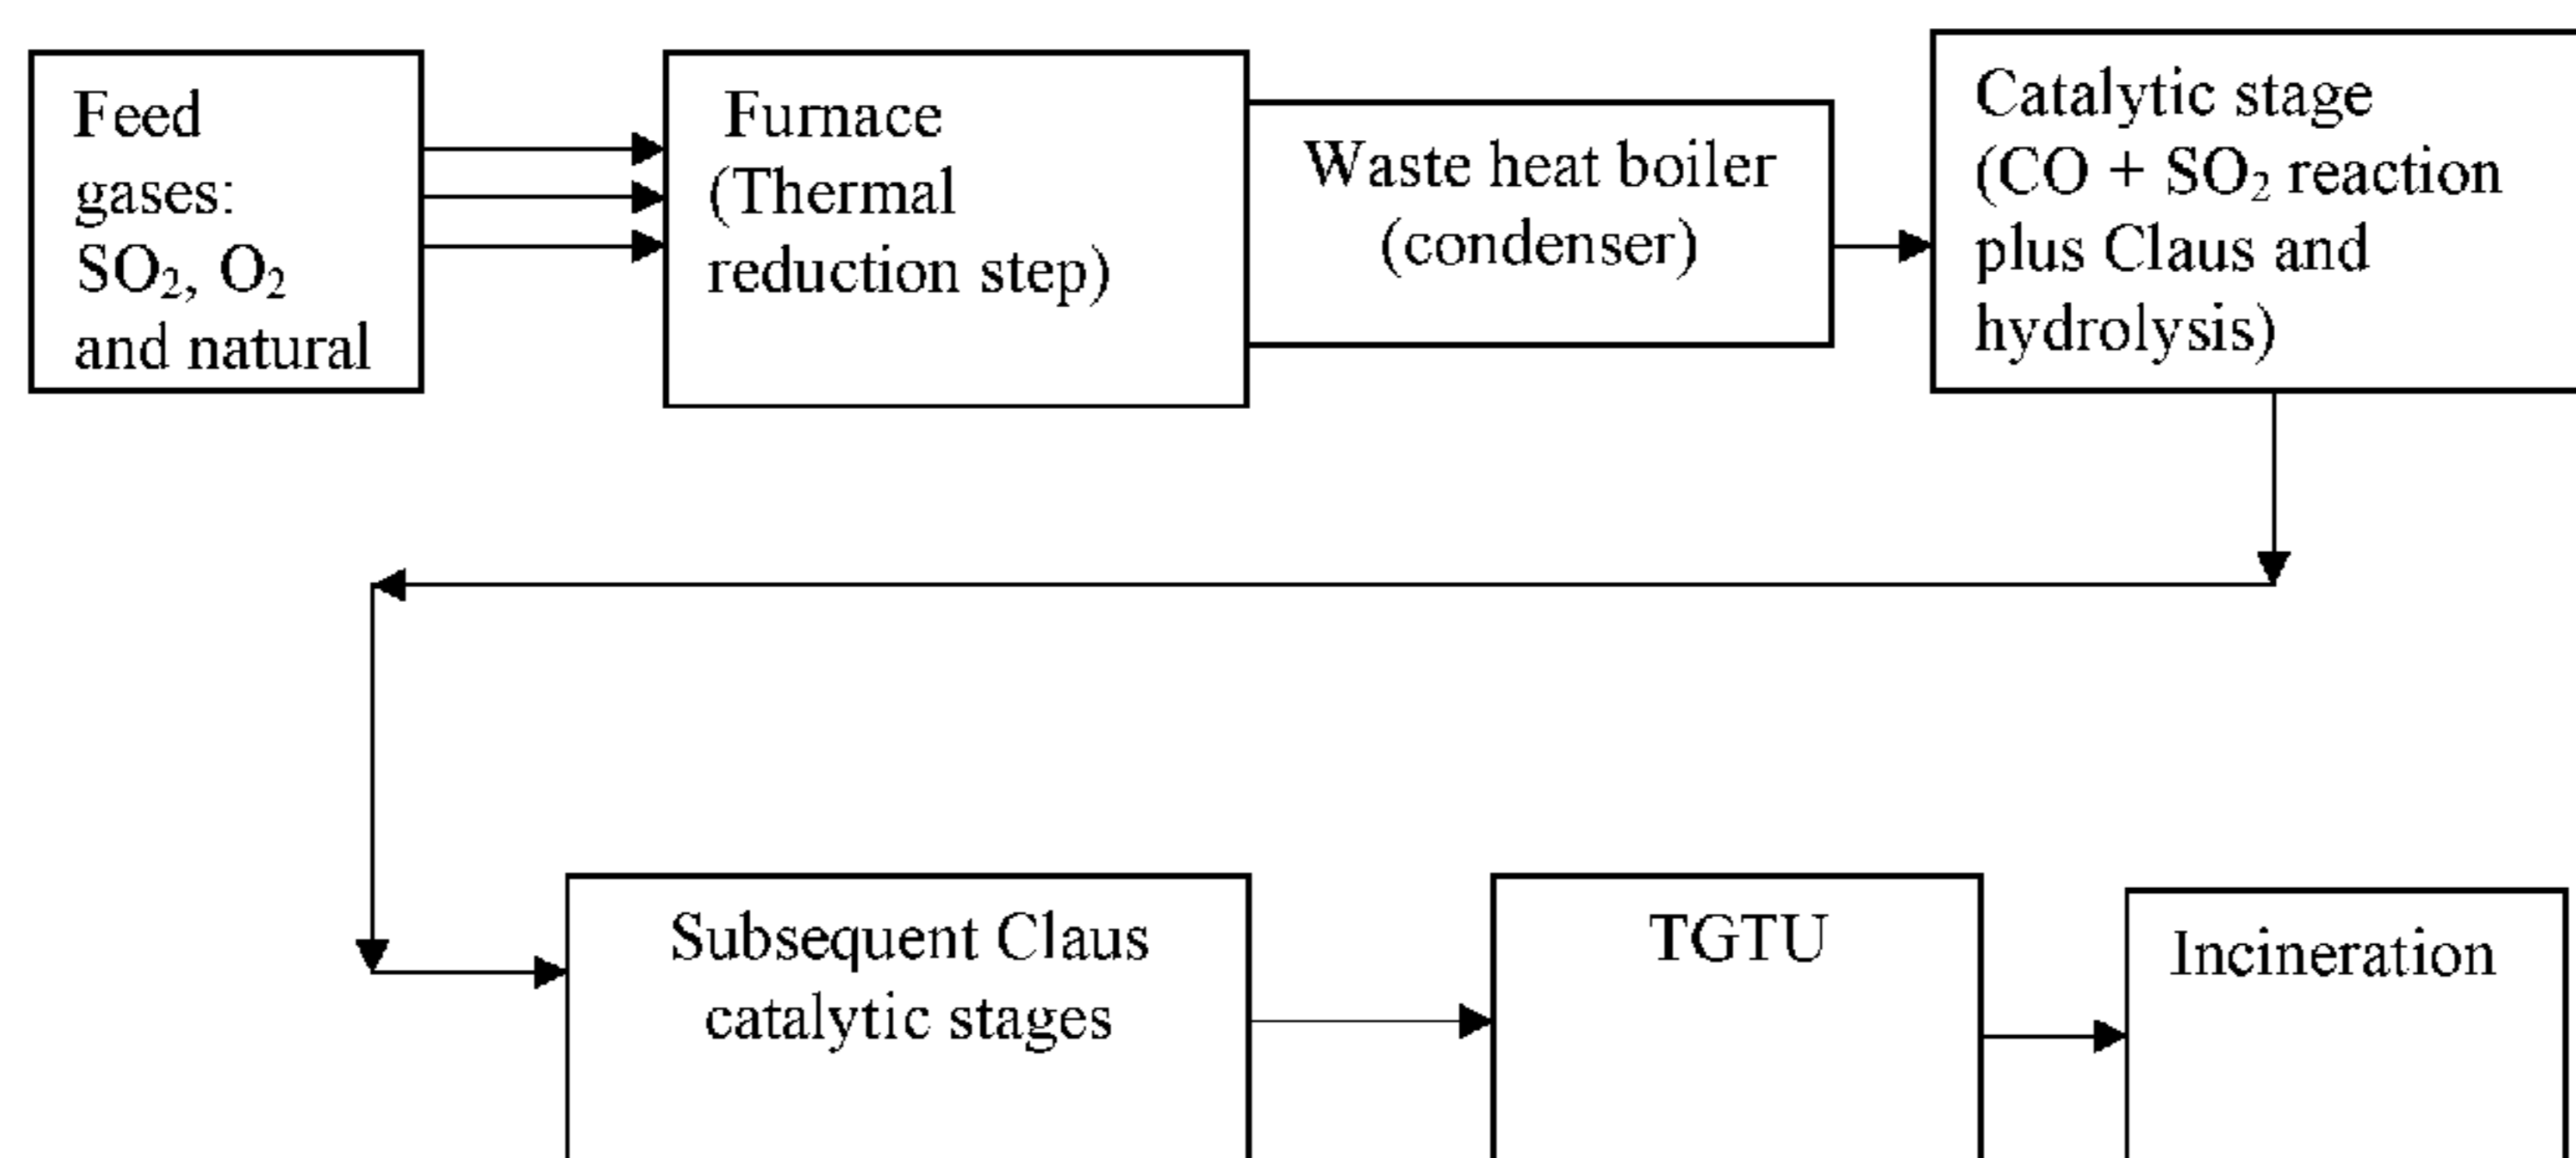 Feed
gases:
SO₂, O₂
and natural
Furnace
(Thermal
reduction step)
Waste heat boiler
(condenser)
Catalytic stage
(CO + SO₂ reaction
plus Claus and
hydrolysis)
Subsequent Claus
catalytic stages
TGTU
Incineration